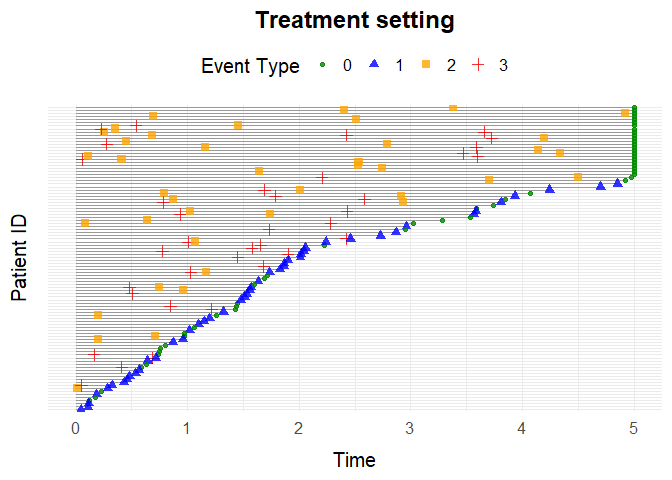 Treatment setting
Event Type 0 1 2 3
Patient ID
0 1 2 3 4 5
Time